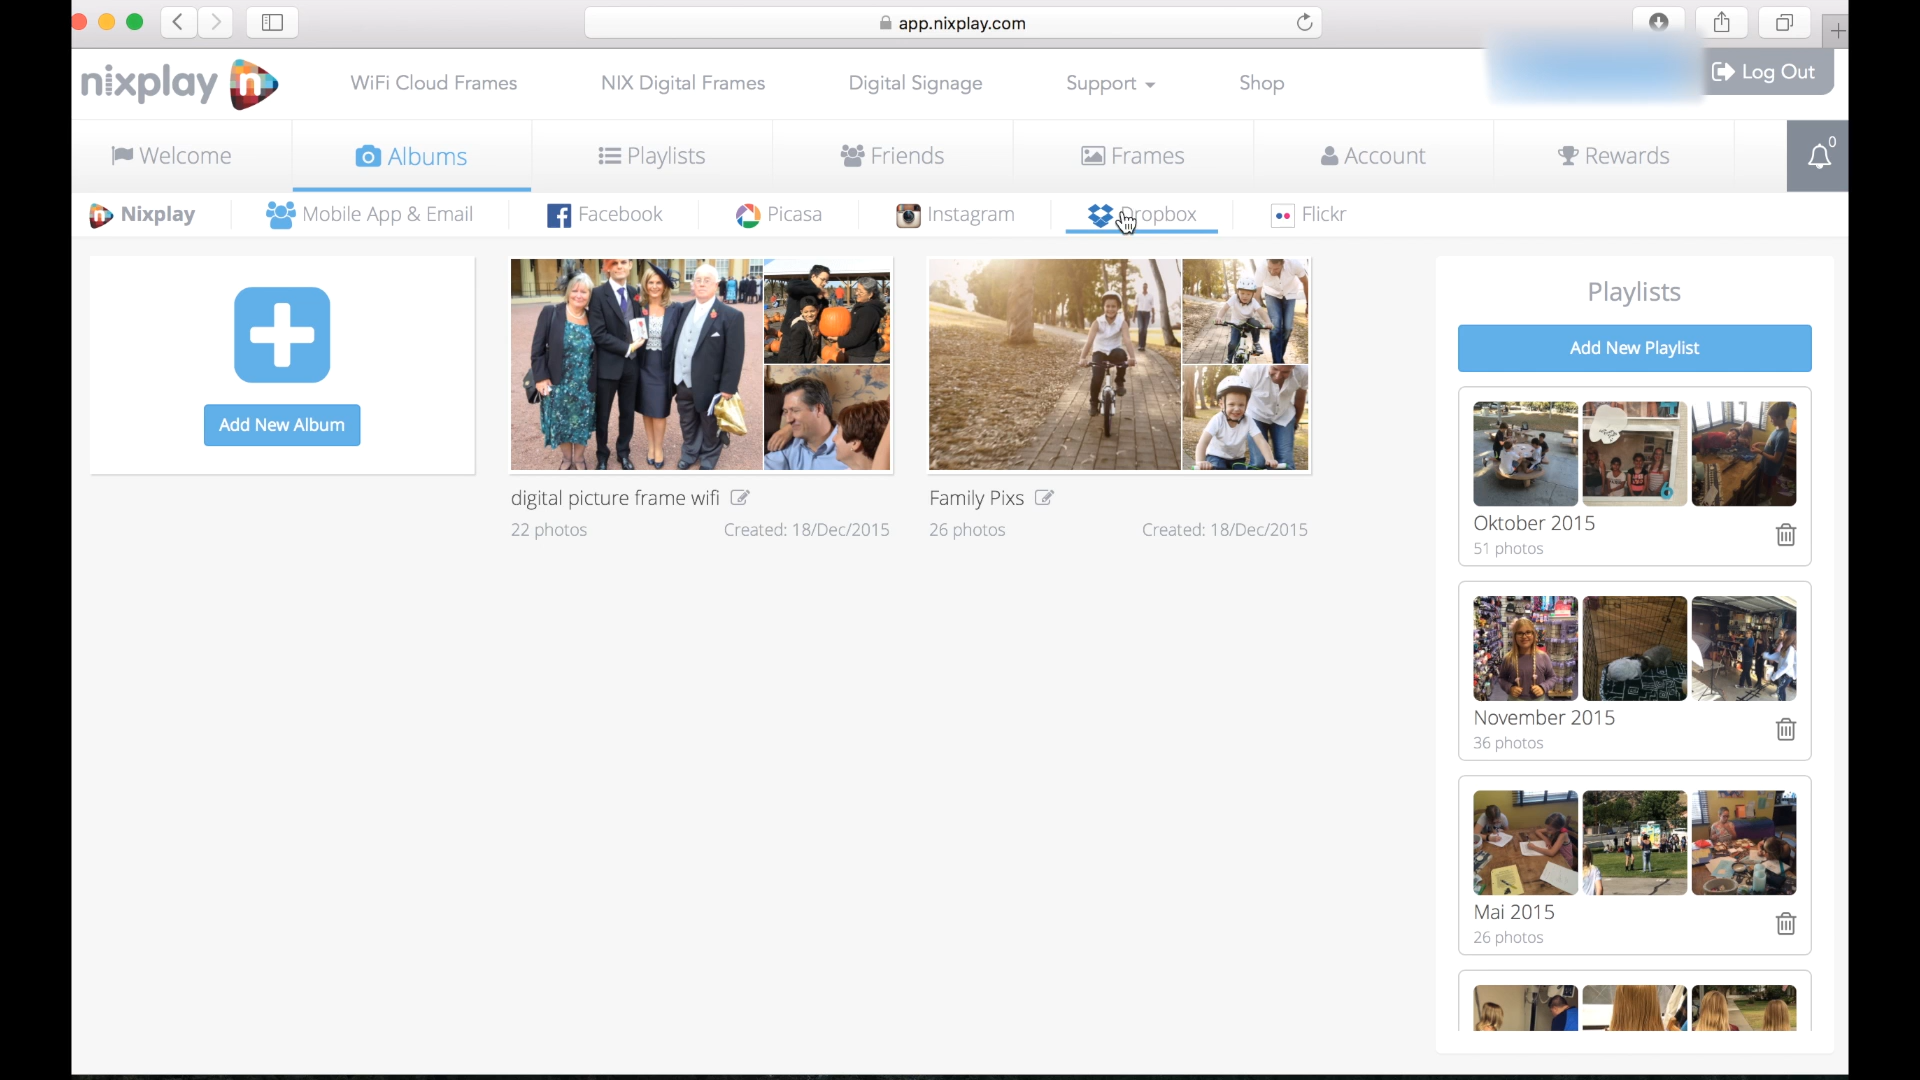 app.nixplay.com
nixplay n
WiFi Cloud Frames
NIX Digital Frames
Digital Signage
Support
Shop
Log Out
Welcome
Albums
Playlists
Friends
Frames
Account
Rewards
0
n Nixplay
Mobile App & Email
Facebook
Picasa
Instagram
Dropbox
Flickr
Add New Album
digital picture frame wifi
22 photos
Created: 18/Dec/2015
Family Pixs
26 photos
Created: 18/Dec/2015
Playlists
Add New Playlist
Oktober 2015
51 photos
November 2015
36 photos
Mai 2015
26 photos